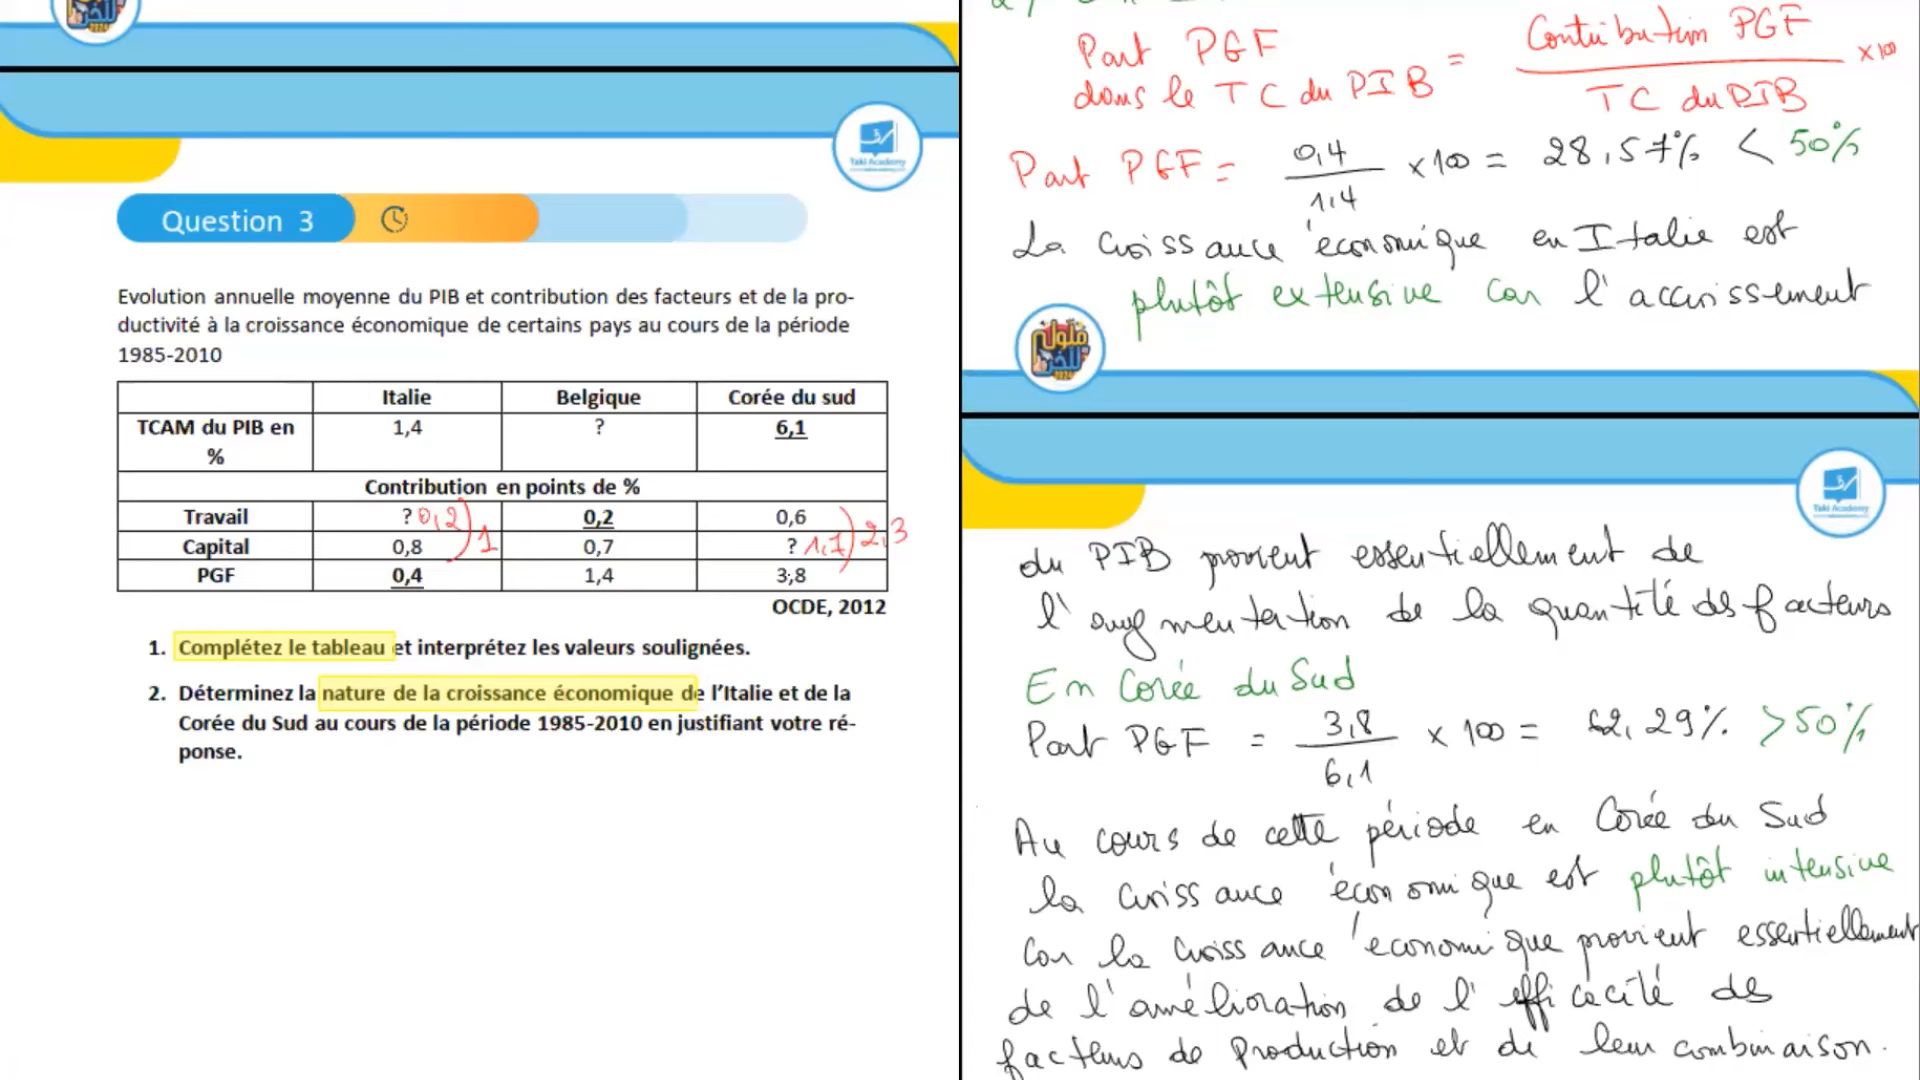 Taki Academy
Question 3
Evolution annuelle moyenne du PIB et contribution des facteurs et de la pro-
ductivité à la croissance économique de certains pays au cours de la période
1985-2010
Italie Belgique Corée du sud
TCAM du PIB en % 1,4 ? 6,1
Contribution en points de %
Travail ? 0,2 0,2 0,6
Capital 0,8 1 0,7 ? 1,7 2,3
PGF 0,4 1,4 3,8
OCDE, 2012
1. Complétez le tableau et interprétez les valeurs soulignées.
2. Déterminez la nature de la croissance économique de l’Italie et de la
Corée du Sud au cours de la période 1985-2010 en justifiant votre ré-
ponse.
Part PGF
dans le TC du PIB = Contribution PGF / TC du PIB × 100
Part PGF = 0,4 / 1,4 × 100 = 28,57% < 50%
La croissance économique en Italie est
plutôt extensive car l'accroissement
فلول للخر
2024
Taki Academy
du PIB provient essentiellement de
l'augmentation de la quantité des facteurs
En Corée du Sud
Part PGF = 3,8 / 6,1 × 100 = 62,29% > 50%
Au cours de cette période en Corée du Sud
la croissance économique est plutôt intensive
car la croissance économique provient essentiellement
de l'amélioration de l'efficacité des
facteurs de production et de leur combinaison.